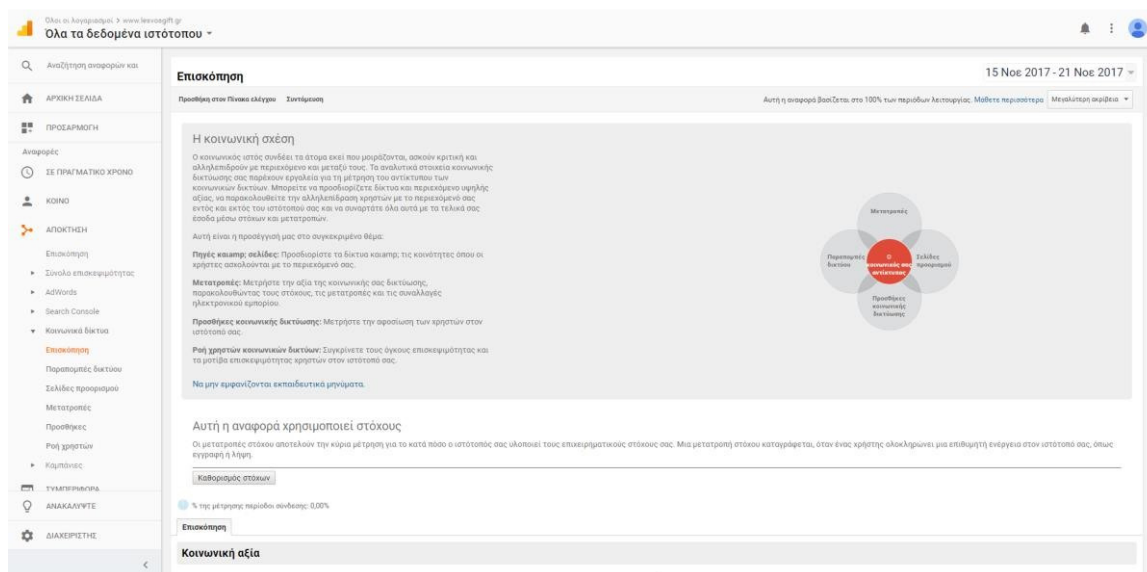 Όλοι οι λογαριασμοί > www.leevosgift.gr
Όλα τα δεδομένα ιστότοπου
Αναζήτηση αναφορών και
ΑΡΧΙΚΗ ΣΕΛΙΔΑ
ΠΡΟΣΑΡΜΟΓΗ
Αναφορές
ΣΕ ΠΡΑΓΜΑΤΙΚΟ ΧΡΟΝΟ
ΚΟΙΝΟ
ΑΠΟΚΤΗΣΗ
Επισκόπηση
Σύνολο επισκεψιμότητας
AdWords
Search Console
Κοινωνικά δίκτυα
Επισκόπηση
Παραπομπές δικτύου
Σελίδες προορισμού
Μετατροπές
Προσθήκες
Ροή χρηστών
Καμπάνιες
ΣΥΜΠΕΡΙΦΟΡΑ
ΑΝΑΚΑΛΥΨΤΕ
ΔΙΑΧΕΙΡΙΣΤΗΣ
Επισκόπηση
15 Νοε 2017 - 21 Νοε 2017
Προσθήκη στον Πίνακα ελέγχου Συντόμευση
Αυτή η αναφορά βασίζεται στο 100% των περιόδων λειτουργίας. Μάθετε περισσότερα Μεγαλύτερη ακρίβεια
Η κοινωνική σχέση
Ο κοινωνικός ιστός συνδέει τα άτομα εκεί που μοιράζονται, ασκούν κριτική και
αλληλεπιδρούν με περιεχόμενο και μεταξύ τους. Τα αναλυτικά στοιχεία κοινωνικής
δικτύωσης σας παρέχουν εργαλεία για τη μέτρηση του αντίκτυπου των
κοινωνικών δικτύων. Μπορείτε να προσδιορίζετε δίκτυα και περιεχόμενο υψηλής
αξίας, να παρακολουθείτε την αλληλεπίδραση χρηστών με το περιεχόμενό σας
εντός και εκτός του ιστότοπού σας και να συναρτάτε όλα αυτά με τα τελικά σας
έσοδα μέσω στόχων και μετατροπών.
Αυτή είναι η προσέγγισή μας στο συγκεκριμένο θέμα:
Πηγές και&amp; σελίδες: Προσδιορίστε τα δίκτυα και&amp; τις κοινότητες όπου οι
χρήστες ασχολούνται με το περιεχόμενό σας.
Μετατροπές: Μετρήστε την αξία της κοινωνικής σας δικτύωσης,
παρακολουθώντας τους στόχους, τις μετατροπές και τις συναλλαγές
ηλεκτρονικού εμπορίου.
Προσθήκες κοινωνικής δικτύωσης: Μετρήστε την αφοσίωση των χρηστών στον
ιστότοπό σας.
Ροή χρηστών κοινωνικών δικτύων: Συγκρίνετε τους όγκους επισκεψιμότητας και
τα μοτίβα επισκεψιμότητας χρηστών στον ιστότοπό σας.
Να μην εμφανίζονται εκπαιδευτικά μηνύματα.
Μετατροπές
Παραπομπές
δικτύου
Ο
κοινωνικός σας
αντίκτυπος
Σελίδες
προορισμού
Προσθήκες
κοινωνικής
δικτύωσης
Αυτή η αναφορά χρησιμοποιεί στόχους
Οι μετατροπές στόχου αποτελούν την κύρια μέτρηση για το κατά πόσο ο ιστότοπός σας υλοποιεί τους επιχειρηματικούς στόχους σας. Μια μετατροπή στόχου καταγράφεται, όταν ένας χρήστης ολοκληρώνει μια επιθυμητή ενέργεια στον ιστότοπό σας, όπως
εγγραφή ή λήψη.
Καθορισμός στόχων
% της μέτρησης περίοδοι σύνδεσης: 0,00%
Επισκόπηση
Κοινωνική αξία